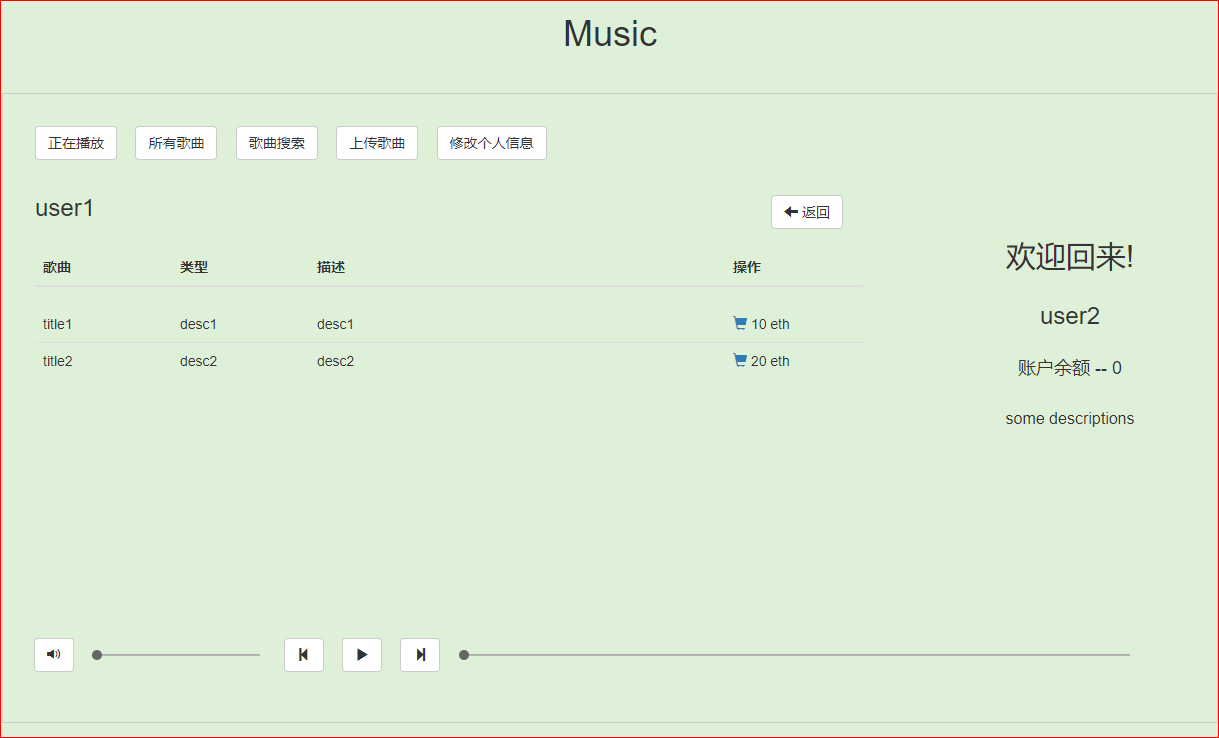 Music
正在播放 所有歌曲 歌曲搜索 上传歌曲 修改个人信息
user1 返回
歌曲 类型 描述 操作
title1 desc1 desc1 10 eth
title2 desc2 desc2 20 eth
欢迎回来!
user2
账户余额 -- 0
some descriptions